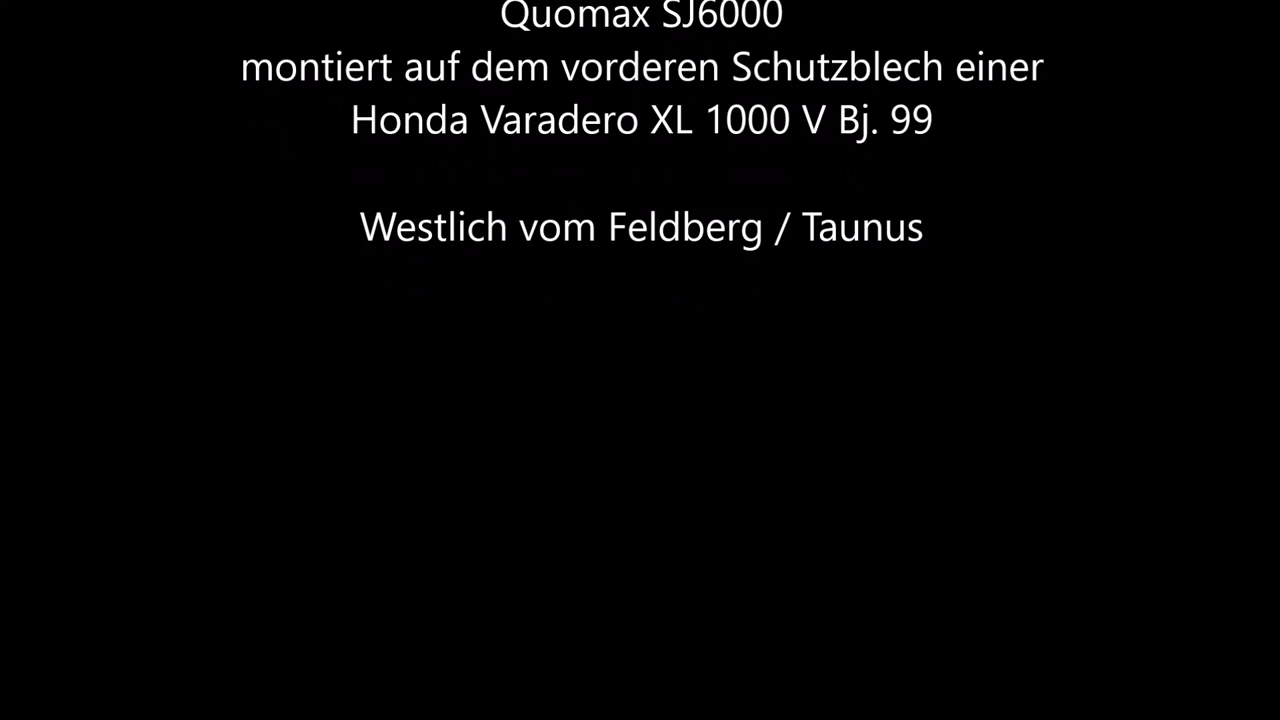 Quomax SJ6000
montiert auf dem vorderen Schutzblech einer
Honda Varadero XL 1000 V Bj. 99
Westlich vom Feldberg / Taunus